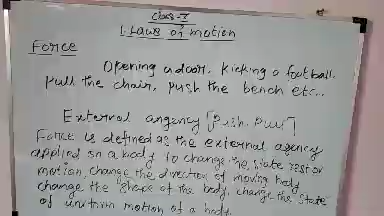 Class-I
1. Laws of motion
Force
Opening a door, kicking a football.
Pull the chair, push the bench etc...
External angency [Push, Pull]
Force is defined as the external agency
applied on a body to change the state rest or
motion, change the direction of moving body
change the shape of the body, change the state
of uniform motion of a body.